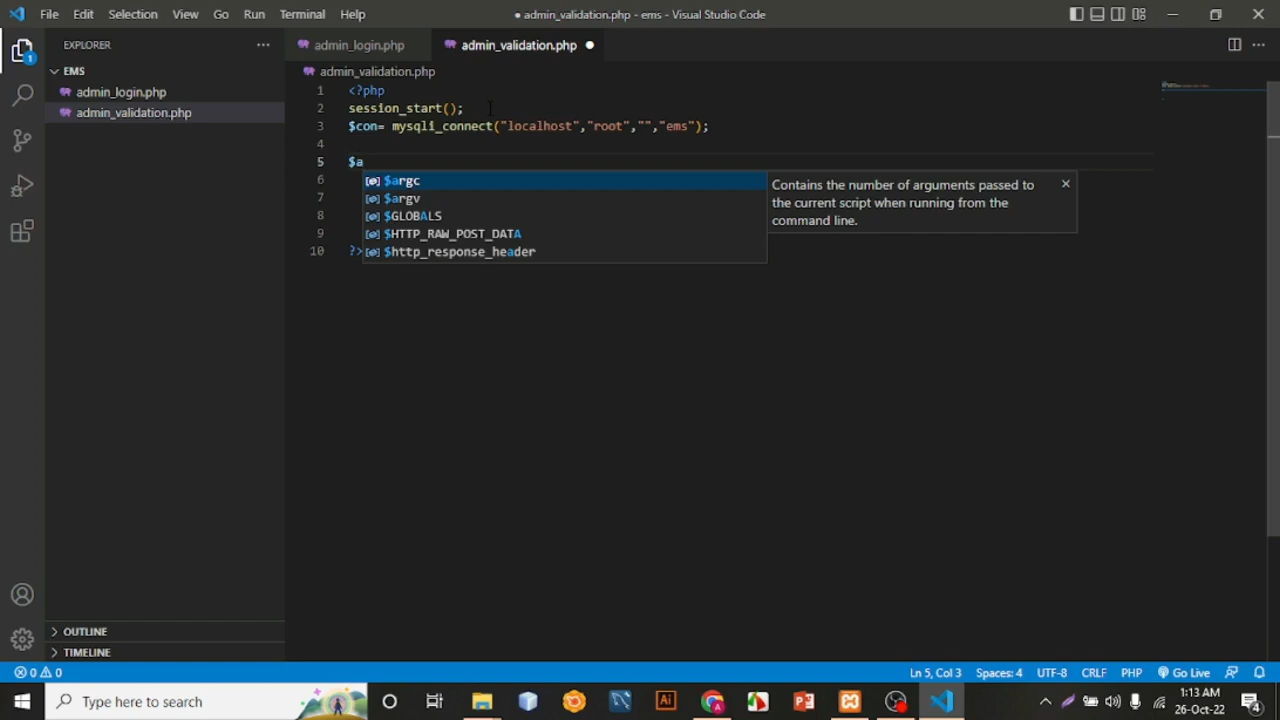 File Edit Selection View Go Run Terminal Help
● admin_validation.php - ems - Visual Studio Code
EXPLORER
admin_login.php
admin_validation.php
EMS
admin_login.php
admin_validation.php
admin_validation.php
1 <?php
2 session_start();
3 $con= mysqli_connect("localhost","root","","ems");
4
5 $a
6 $argc
7 $argv
8 $GLOBALS
9 $HTTP_RAW_POST_DATA
10 ?> $http_response_header
Contains the number of arguments passed to
the current script when running from the
command line.
OUTLINE
TIMELINE
0 0
Ln 5, Col 3 Spaces: 4 UTF-8 CRLF PHP Go Live
Type here to search
1:13 AM
26-Oct-22
1
4